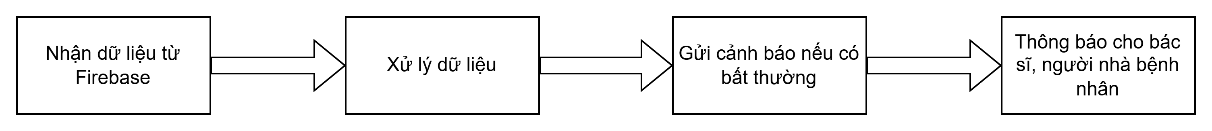 Nhận dữ liệu từ
Firebase
Xử lý dữ liệu
Gửi cảnh báo nếu có
bất thường
Thông báo cho bác
sĩ, người nhà bệnh
nhân